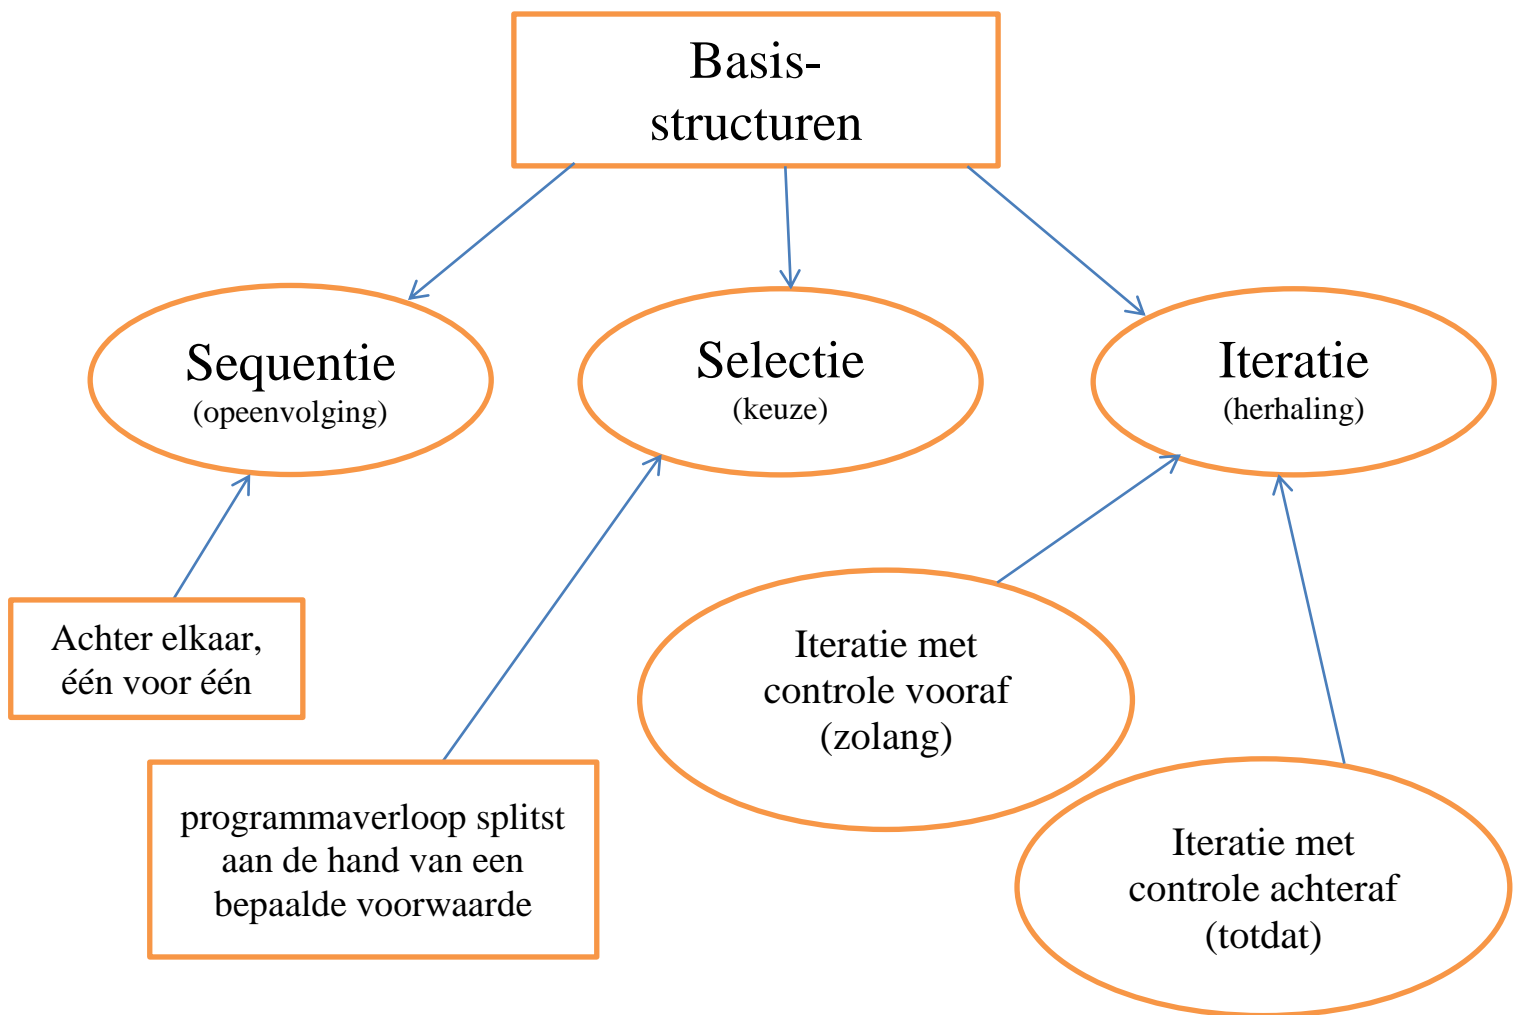 Basis-
structuren
Sequentie
(opeenvolging)
Selectie
(keuze)
Iteratie
(herhaling)
Achter elkaar,
één voor één
programmaverloop splitst
aan de hand van een
bepaalde voorwaarde
Iteratie met
controle vooraf
(zolang)
Iteratie met
controle achteraf
(totdat)